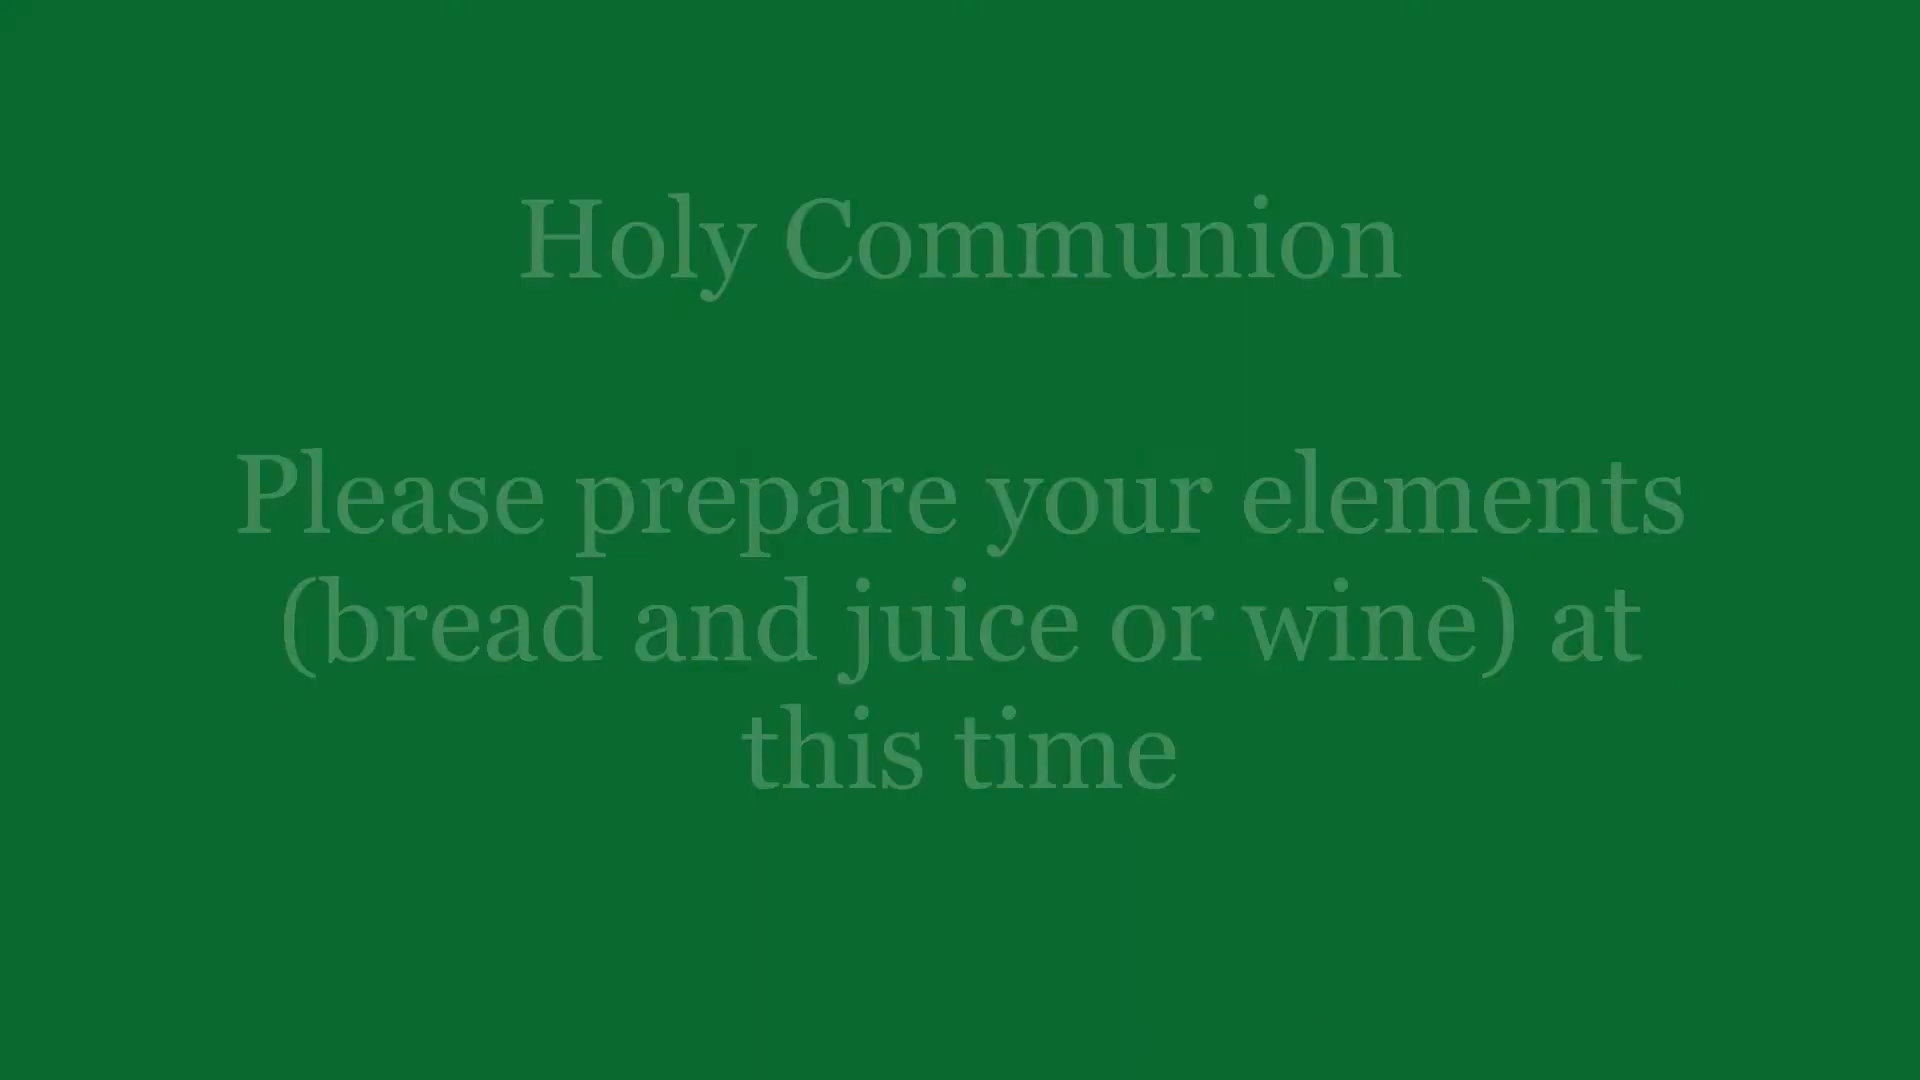 Holy Communion
Please prepare your elements
(bread and juice or wine) at
this time